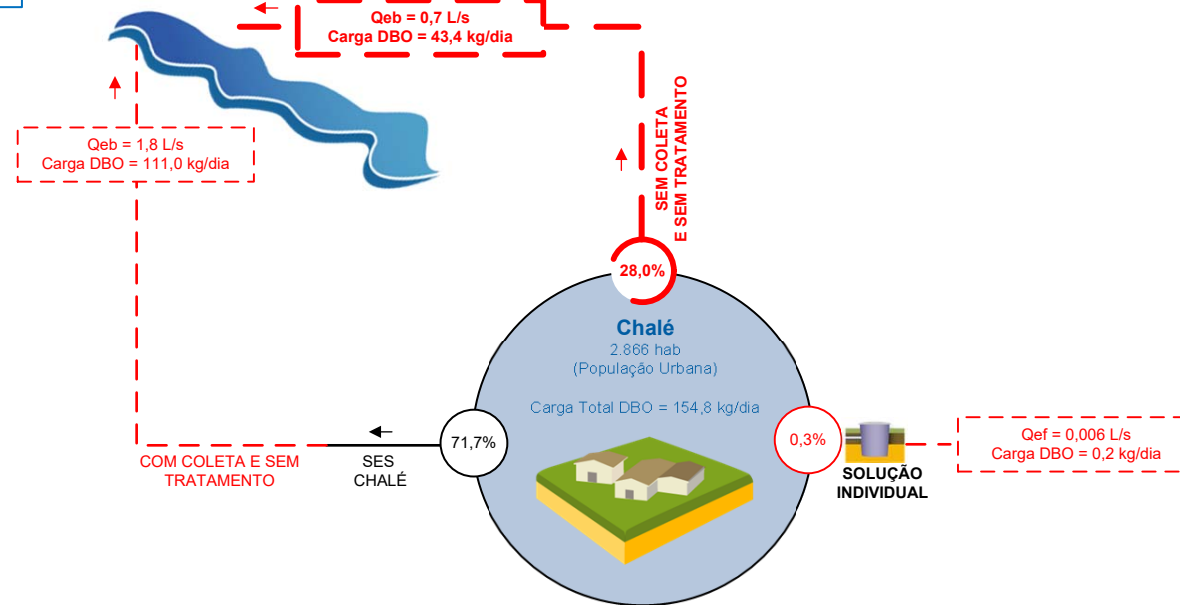 Qeb = 0,7 L/s
Carga DBO = 43,4 kg/dia
Qeb = 1,8 L/s
Carga DBO = 111,0 kg/dia
SEM COLETA
E SEM TRATAMENTO
28,0%
Chalé
2.866 hab
(População Urbana)
Carga Total DBO = 154,8 kg/dia
71,7%
SES
CHALÉ
COM COLETA E SEM
TRATAMENTO
0,3%
SOLUÇÃO
INDIVIDUAL
Qef = 0,006 L/s
Carga DBO = 0,2 kg/dia